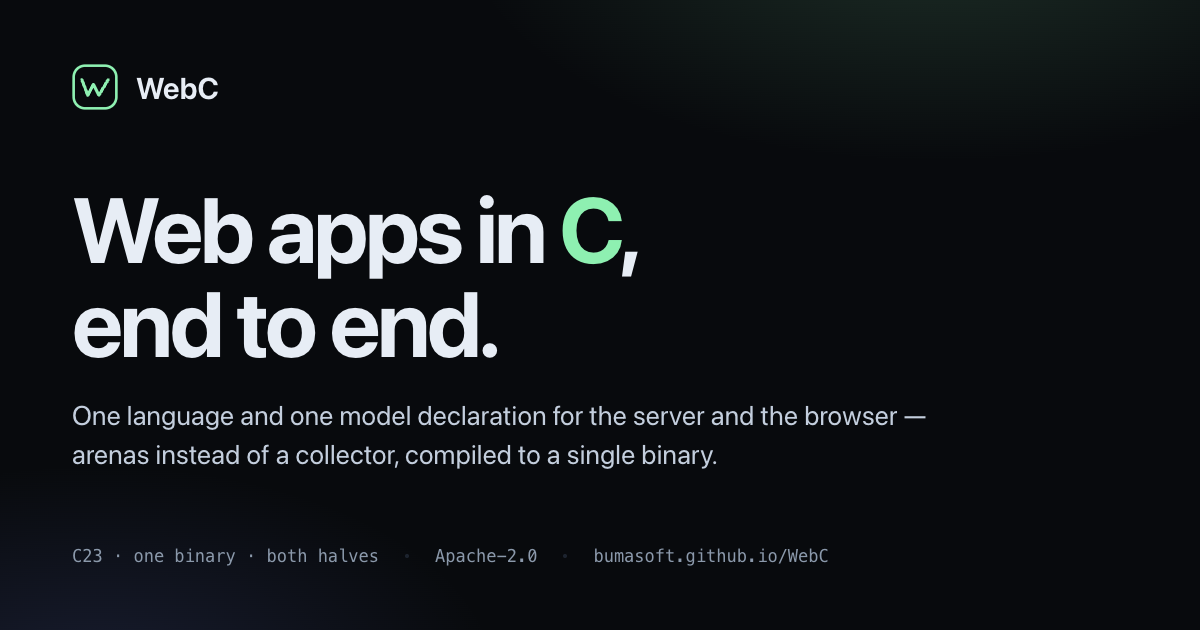 WebC
Web apps in C,
end to end.
One language and one model declaration for the server and the browser —
arenas instead of a collector, compiled to a single binary.
C23 · one binary · both halves · Apache-2.0 · bumasoft.github.io/WebC